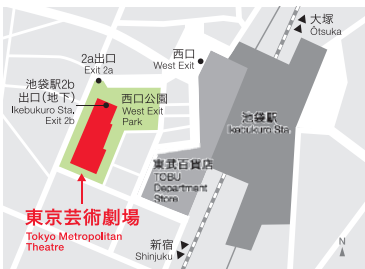 大塚
Ōtsuka
西口
West Exit
2a出口
Exit 2a
池袋駅2b
出口(地下)
Ikebukuro Sta.
Exit 2b
西口公園
West Exit
Park
池袋駅
Ikebukuro Sta.
東武百貨店
TOBU
Department
Store
東京芸術劇場
Tokyo Metropolitan
Theatre
新宿
Shinjuku
N